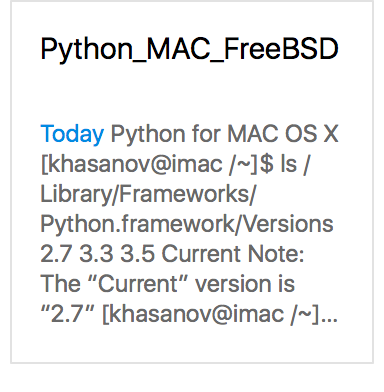 Python_MAC_FreeBSD
Today Python for MAC OS X
[khasanov@imac /~]$ ls /
Library/Frameworks/
Python.framework/Versions
2.7 3.3 3.5 Current Note:
The “Current” version is
“2.7” [khasanov@imac /~]...